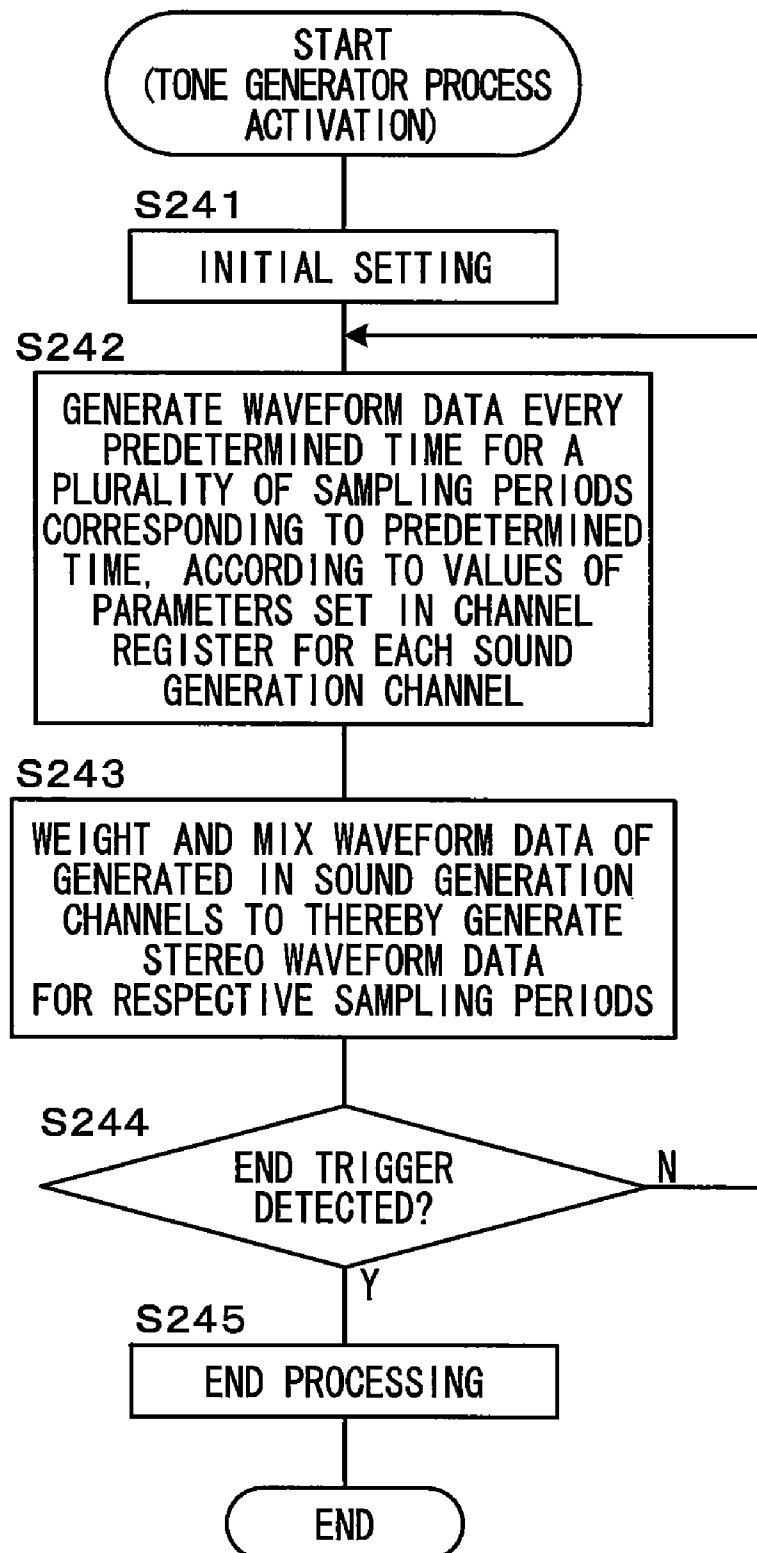 START
(TONE GENERATOR PROCESS
ACTIVATION)
S241
INITIAL SETTING
S242
GENERATE WAVEFORM DATA EVERY
PREDETERMINED TIME FOR A
PLURALITY OF SAMPLING PERIODS
CORRESPONDING TO PREDETERMINED
TIME, ACCORDING TO VALUES OF
PARAMETERS SET IN CHANNEL
REGISTER FOR EACH SOUND
GENERATION CHANNEL
S243
WEIGHT AND MIX WAVEFORM DATA OF
GENERATED IN SOUND GENERATION
CHANNELS TO THEREBY GENERATE
STEREO WAVEFORM DATA
FOR RESPECTIVE SAMPLING PERIODS
S244
END TRIGGER
DETECTED?
N
Y
S245
END PROCESSING
END